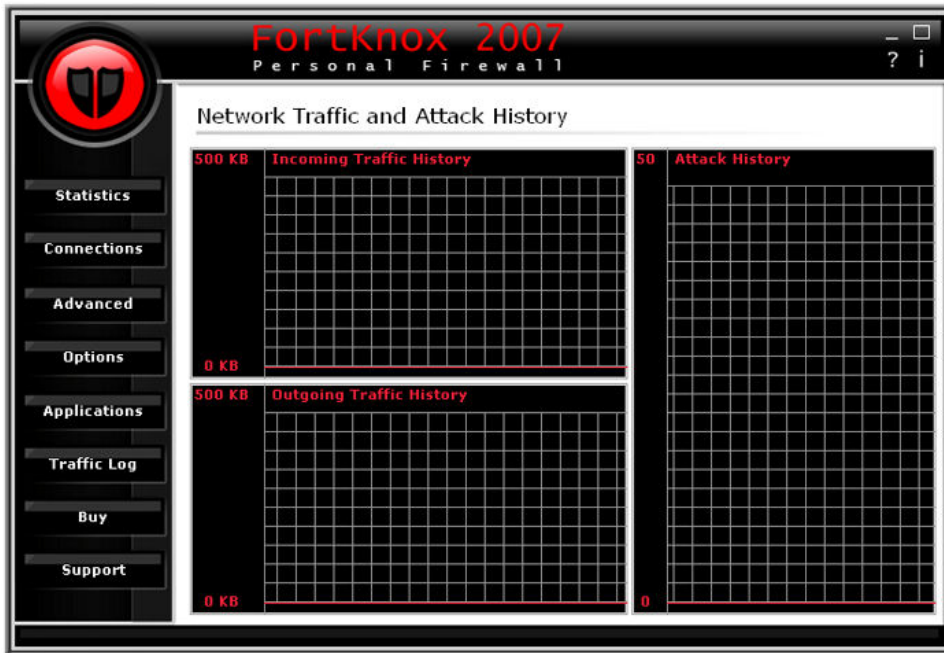 FortKnox 2007
Personal Firewall
? i
Network Traffic and Attack History
Statistics
Connections
Advanced
Options
Applications
Traffic Log
Buy
Support
500 KB Incoming Traffic History
0 KB
500 KB Outgoing Traffic History
0 KB
50 Attack History
0